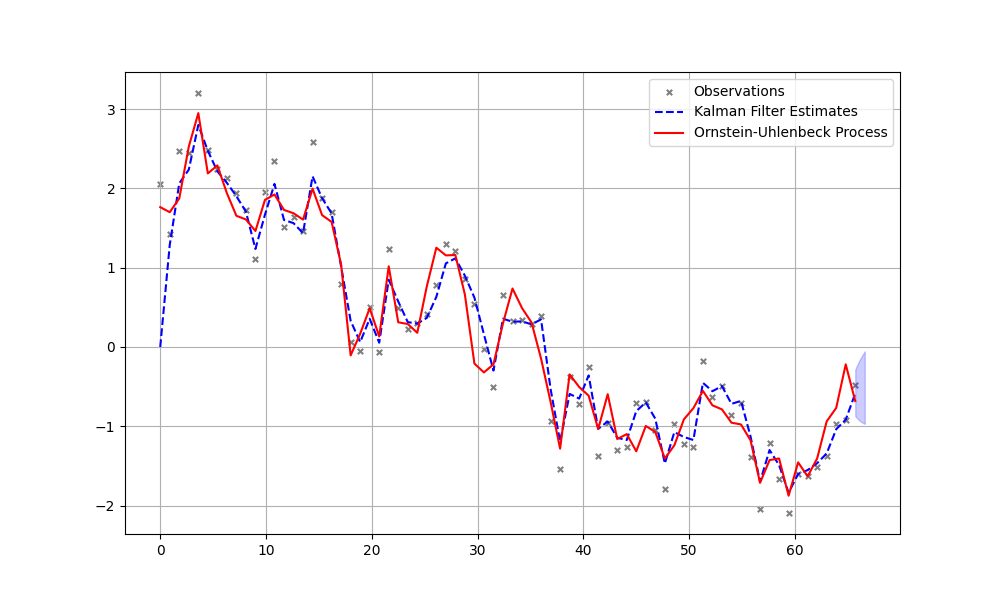 Observations
Kalman Filter Estimates
Ornstein-Uhlenbeck Process
3
2
1
0
−1
−2
0 10 20 30 40 50 60